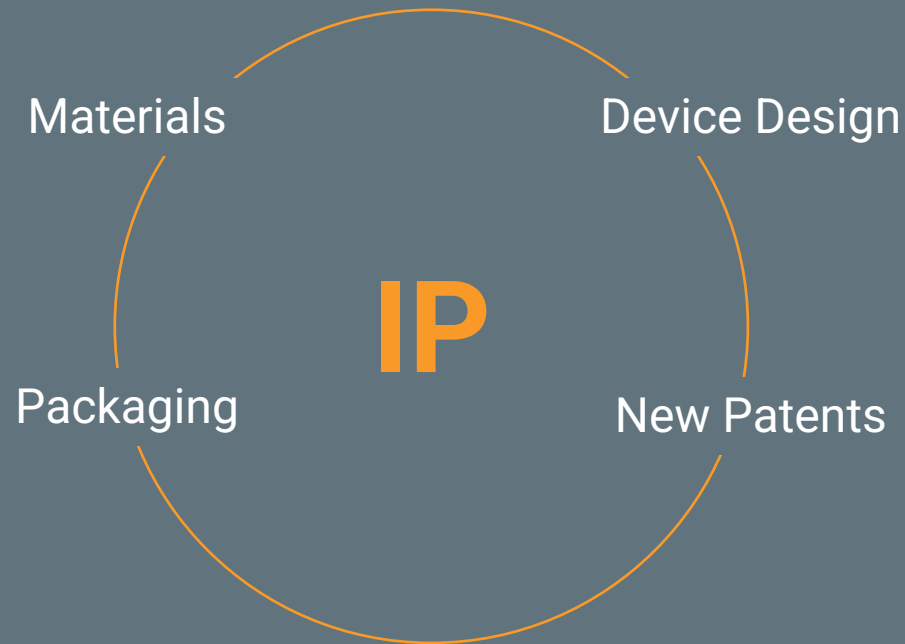 Materials
Device Design
IP
Packaging
New Patents